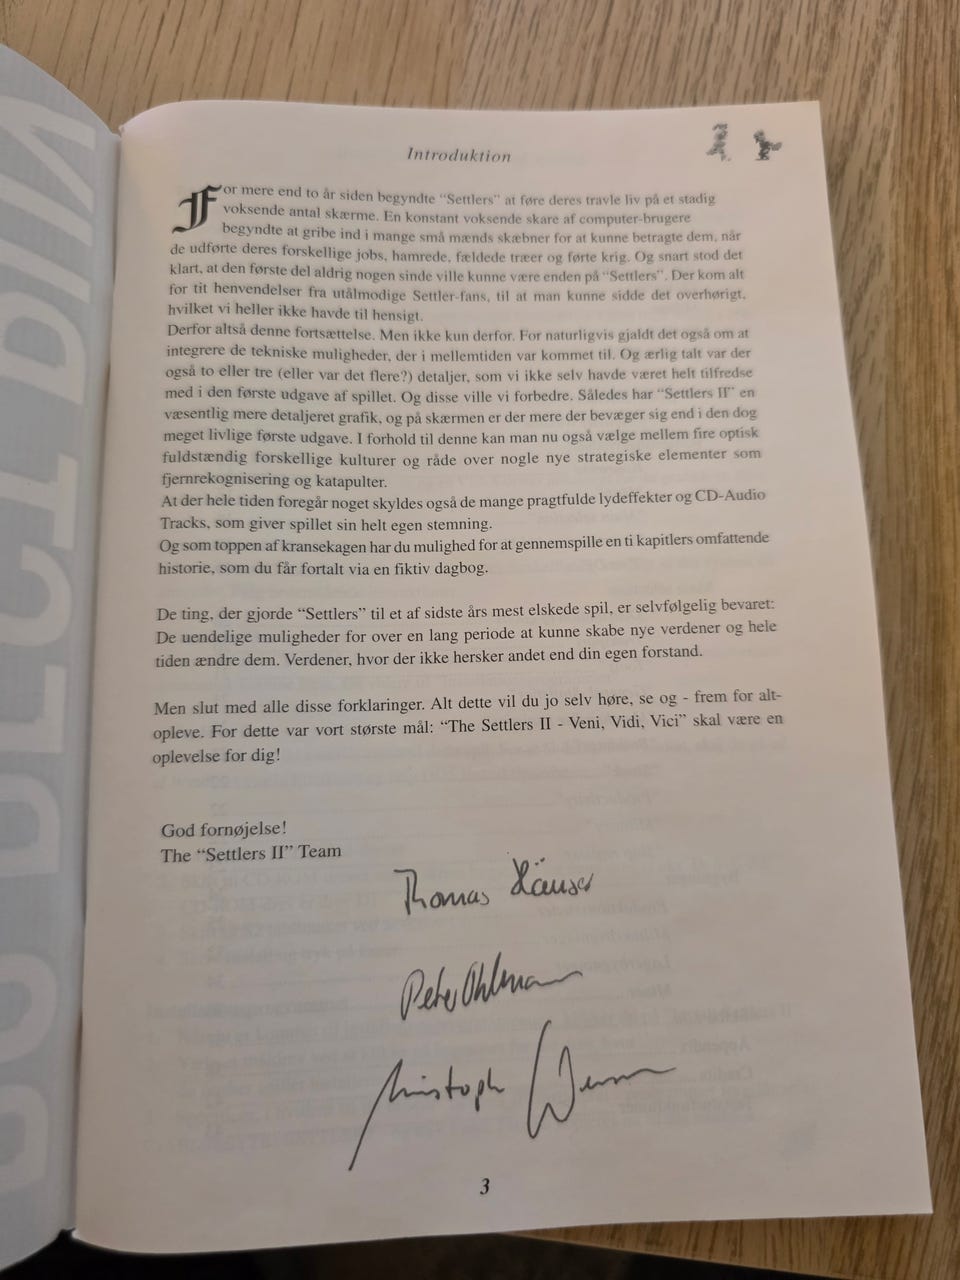 Introduktion
For mere end to år siden begyndte “Settlers” at føre deres travle liv på et stadig
voksende antal skærme. En konstant voksende skare af computer-brugere
begyndte at gribe ind i mange små mænds skæbner for at kunne betragte dem, når
de udførte deres forskellige jobs, hamrede, fældede træer og førte krig. Og snart stod det
klart, at den første del aldrig nogen sinde ville kunne være enden på “Settlers”. Der kom alt
for tit henvendelser fra utålmodige Settler-fans, til at man kunne sidde det overhørigt,
hvilket vi heller ikke havde til hensigt.
Derfor altså denne fortsættelse. Men ikke kun derfor. For naturligvis gjaldt det også om at
integrere de tekniske muligheder, der i mellemtiden var kommet til. Og ærlig talt var der
også to eller tre (eller var det flere?) detaljer, som vi ikke selv havde været helt tilfredse
med i den første udgave af spillet. Og disse ville vi forbedre. Således har “Settlers II” en
væsentlig mere detaljeret grafik, og på skærmen er der mere der bevæger sig end i den dog
meget livlige første udgave. I forhold til denne kan man nu også vælge mellem fire optisk
fuldstændig forskellige kulturer og råde over nogle nye strategiske elementer som
fjernrekognisering og katapulter.
At der hele tiden foregår noget skyldes også de mange pragtfulde lydeffekter og CD-Audio
Tracks, som giver spillet sin helt egen stemning.
Og som toppen af kransekagen har du mulighed for at gennemspille en ti kapitlers omfattende
historie, som du får fortalt via en fiktiv dagbog.
De ting, der gjorde “Settlers” til et af sidste års mest elskede spil, er selvfølgelig bevaret:
De uendelige muligheder for over en lang periode at kunne skabe nye verdener og hele
tiden ændre dem. Verdener, hvor der ikke hersker andet end din egen forstand.
Men slut med alle disse forklaringer. Alt dette vil du jo selv høre, se og - frem for alt-
opleve. For dette var vort største mål: “The Settlers II - Veni, Vidi, Vici” skal være en
oplevelse for dig!
God fornøjelse!
The “Settlers II” Team
Thomas Häuser
Peter Ohlmann
Christoph
3